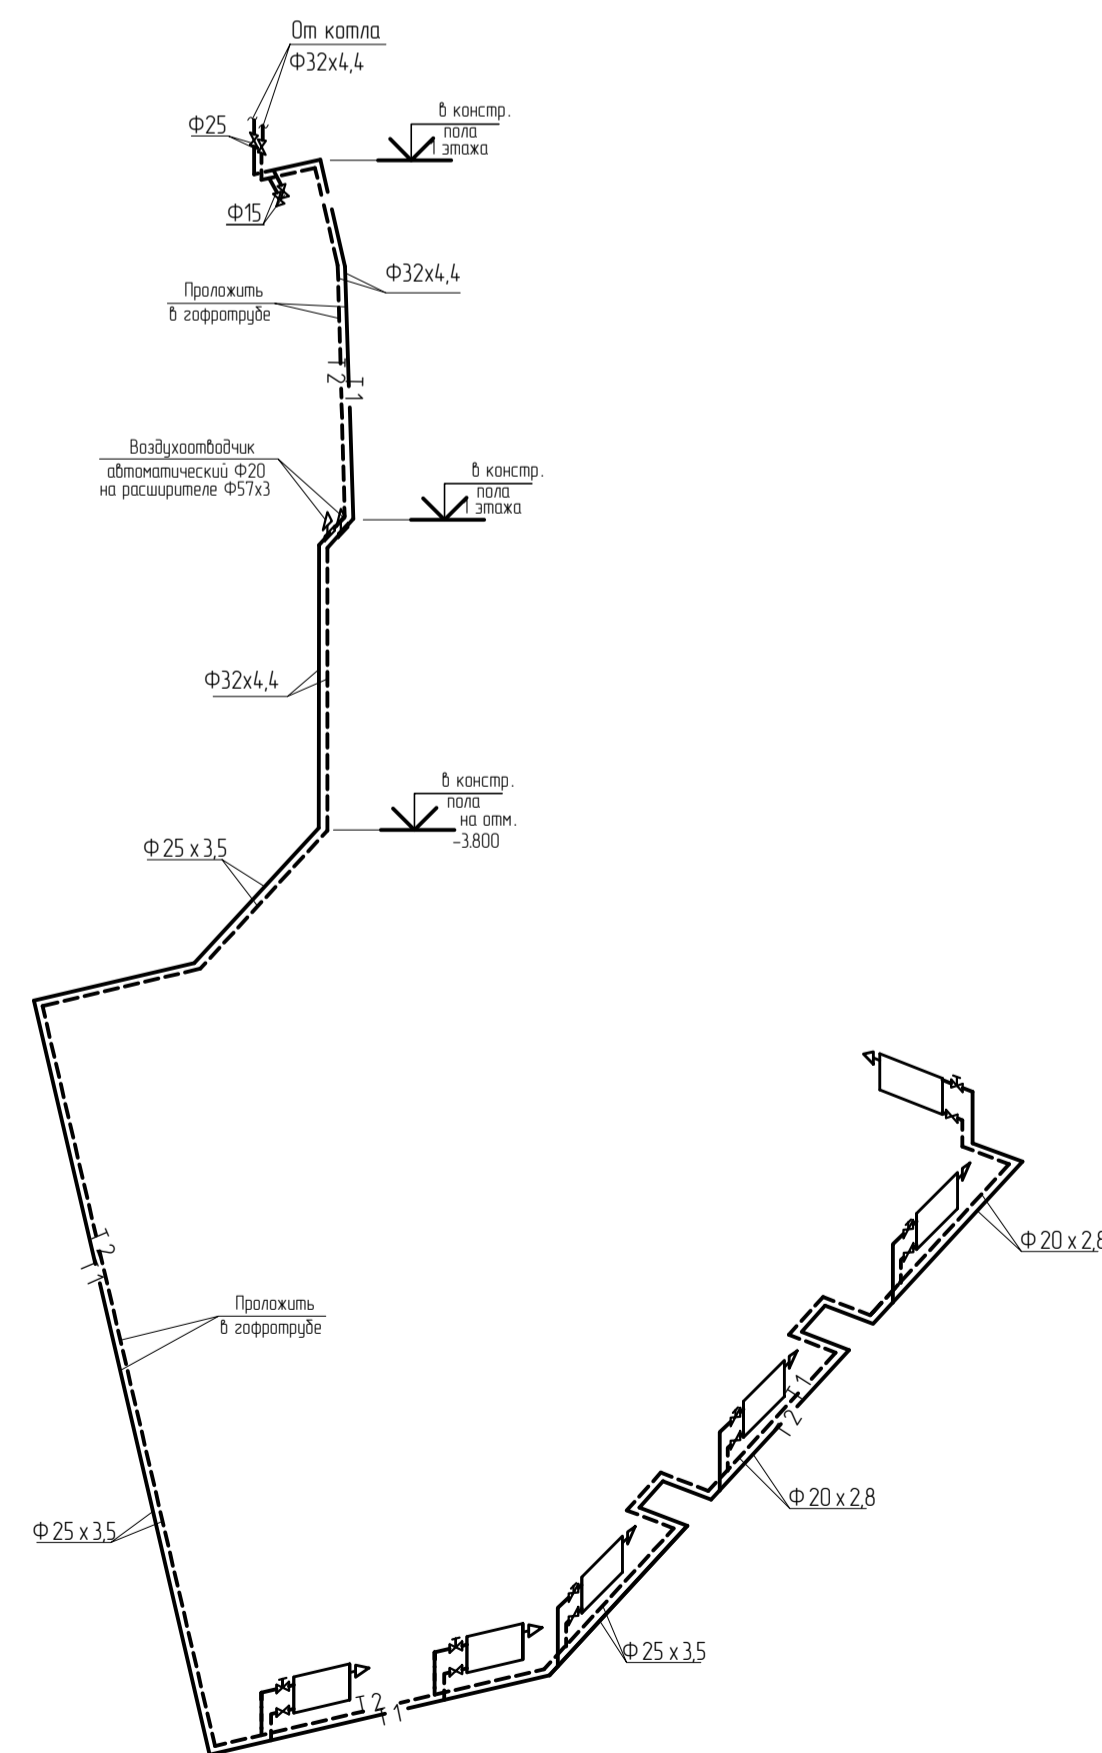 От котла
Ф32х4,4
Ф25
в констр.
пола
1 этажа
Ф15
Ф32х4,4
Проложить
в гофротрубе
Т2
Т1
Воздухоотводчик
автоматический Ф20
на расширителе Ф57х3
в констр.
пола
1 этажа
Ф32х4,4
в констр.
пола
на отм.
-3.800
Ф 25 х 3,5
Т2
Т1
Ф 20 х 2,8
Проложить
в гофротрубе
Т1
Т2
Ф 20 х 2,8
Ф 25 х 3,5
Ф 25 х 3,5
Т2
Т1